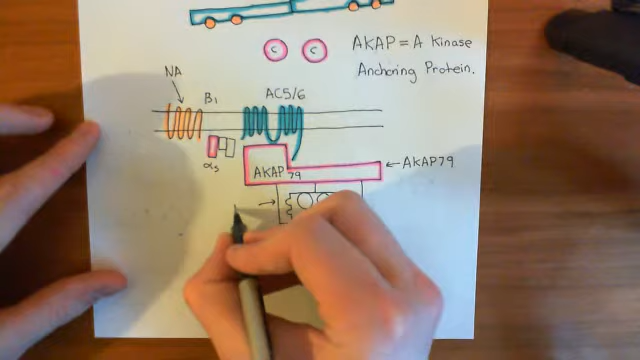 C C AKAP = A Kinase
Anchoring Protein.
NA
β1 AC5/6
αs
AKAP 79
← AKAP79